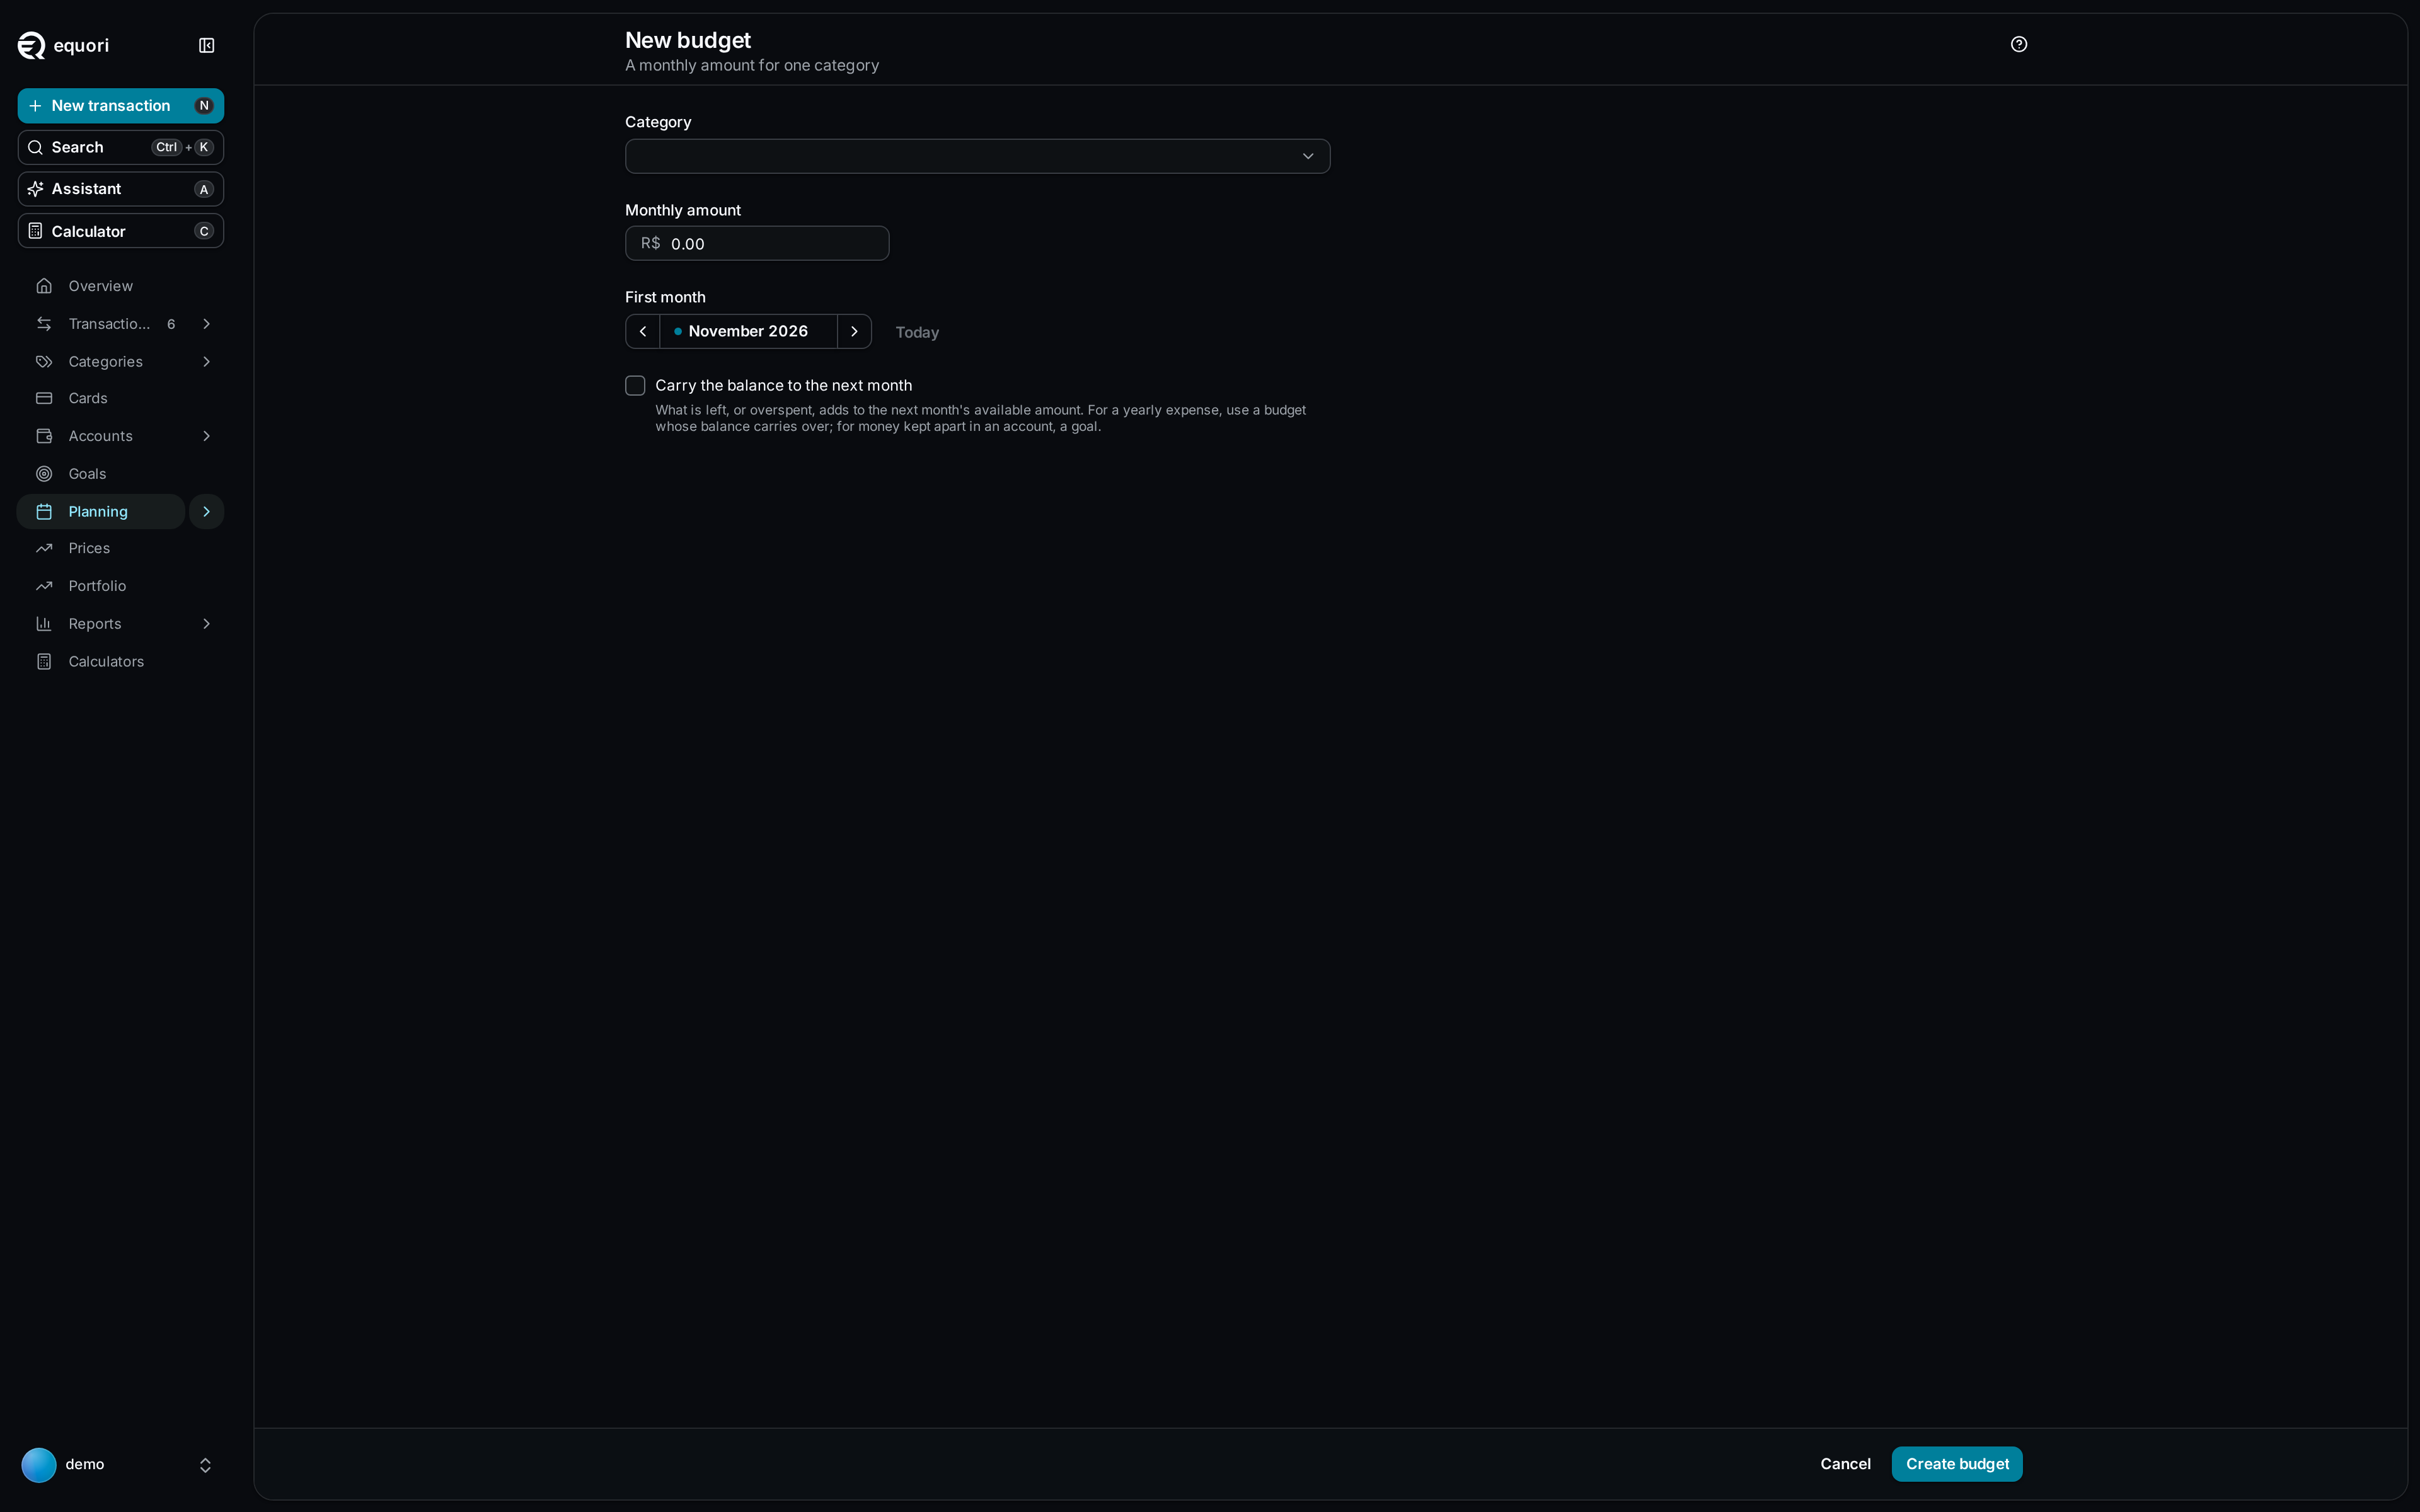 equori
New transaction N
Search Ctrl + K
Assistant A
Calculator C
Overview
Transactio... 6
Categories
Cards
Accounts
Goals
Planning
Prices
Portfolio
Reports
Calculators
demo
New budget
A monthly amount for one category
Category
Monthly amount
R$ 0.00
First month
November 2026
Today
Carry the balance to the next month
What is left, or overspent, adds to the next month's available amount. For a yearly expense, use a budget
whose balance carries over; for money kept apart in an account, a goal.
Cancel
Create budget